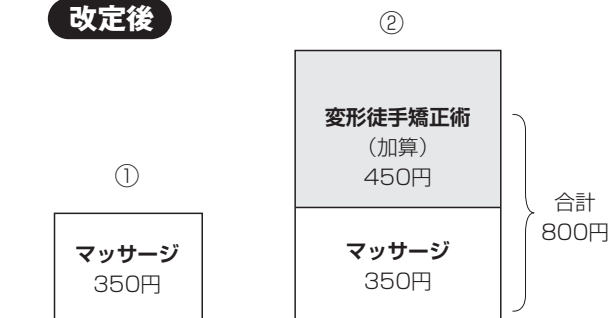 改定後
①
マッサージ
350円
②
変形徒手矯正術
（加算）
450円
マッサージ
350円
合計
800円